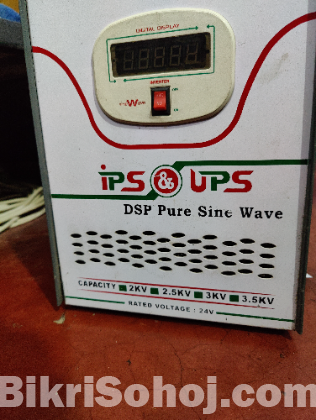 DIGITAL DISPLAY
IPS & UPS
DSP Pure Sine Wave
CAPACITY 2KV 2.5KV 3KV 3.5KV
RATED VOLTAGE : 24V
BikriSohoj.com